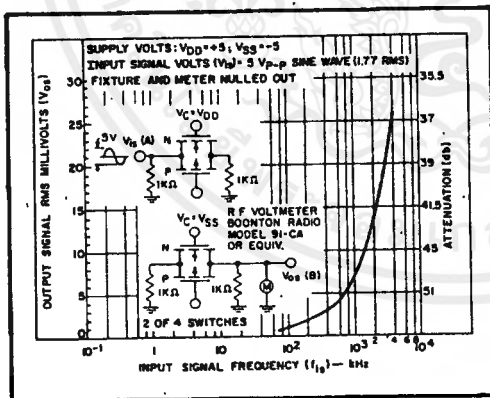 SUPPLY VOLTS: VDD=+5; VSS=-5
INPUT SIGNAL VOLTS (Vis)= 5 VP-P SINE WAVE (1.77 RMS)
FIXTURE AND METER NULLED OUT
OUTPUT SIGNAL RMS MILLIVOLTS (Vos)
30
25
20
15
10
5
0
VC=VDD
5V
Vis (A)
N
P
1KΩ
1KΩ
VC=VSS
N
P
1KΩ
1KΩ
R F VOLTMETER
BOONTON RADIO
MODEL 91-CA
OR EQUIV.
M
Vos (B)
2 OF 4 SWITCHES
35.5
37
39
41.5
45
51
ATTENUATION (db)
10-1
1
10
102
103
2
4
6
8
104
INPUT SIGNAL FREQUENCY (fis) — kHz